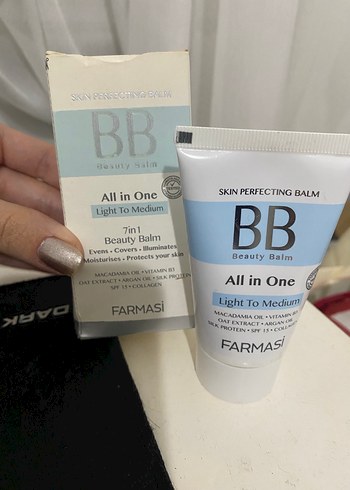 SKIN PERFECTING BALM
BB
Beauty Balm
All in One
Light To Medium
7in1
Beauty Balm
Evens • Covers • Illuminates
Moisturises • Protects your skin
MACADAMIA OIL • VITAMIN B7
OAT EXTRACT • ARGAN OIL • SILK PROTEIN
SPF 15 • COLLAGEN
FARMASİ
SKIN PERFECTING BALM
BB
Beauty Balm
All in One
Light To Medium
MACADAMIA OIL • VITAMIN B7
OAT EXTRACT • ARGAN OIL
SILK PROTEIN • SPF 15 • COLLAGEN
FARMASİ
DARK